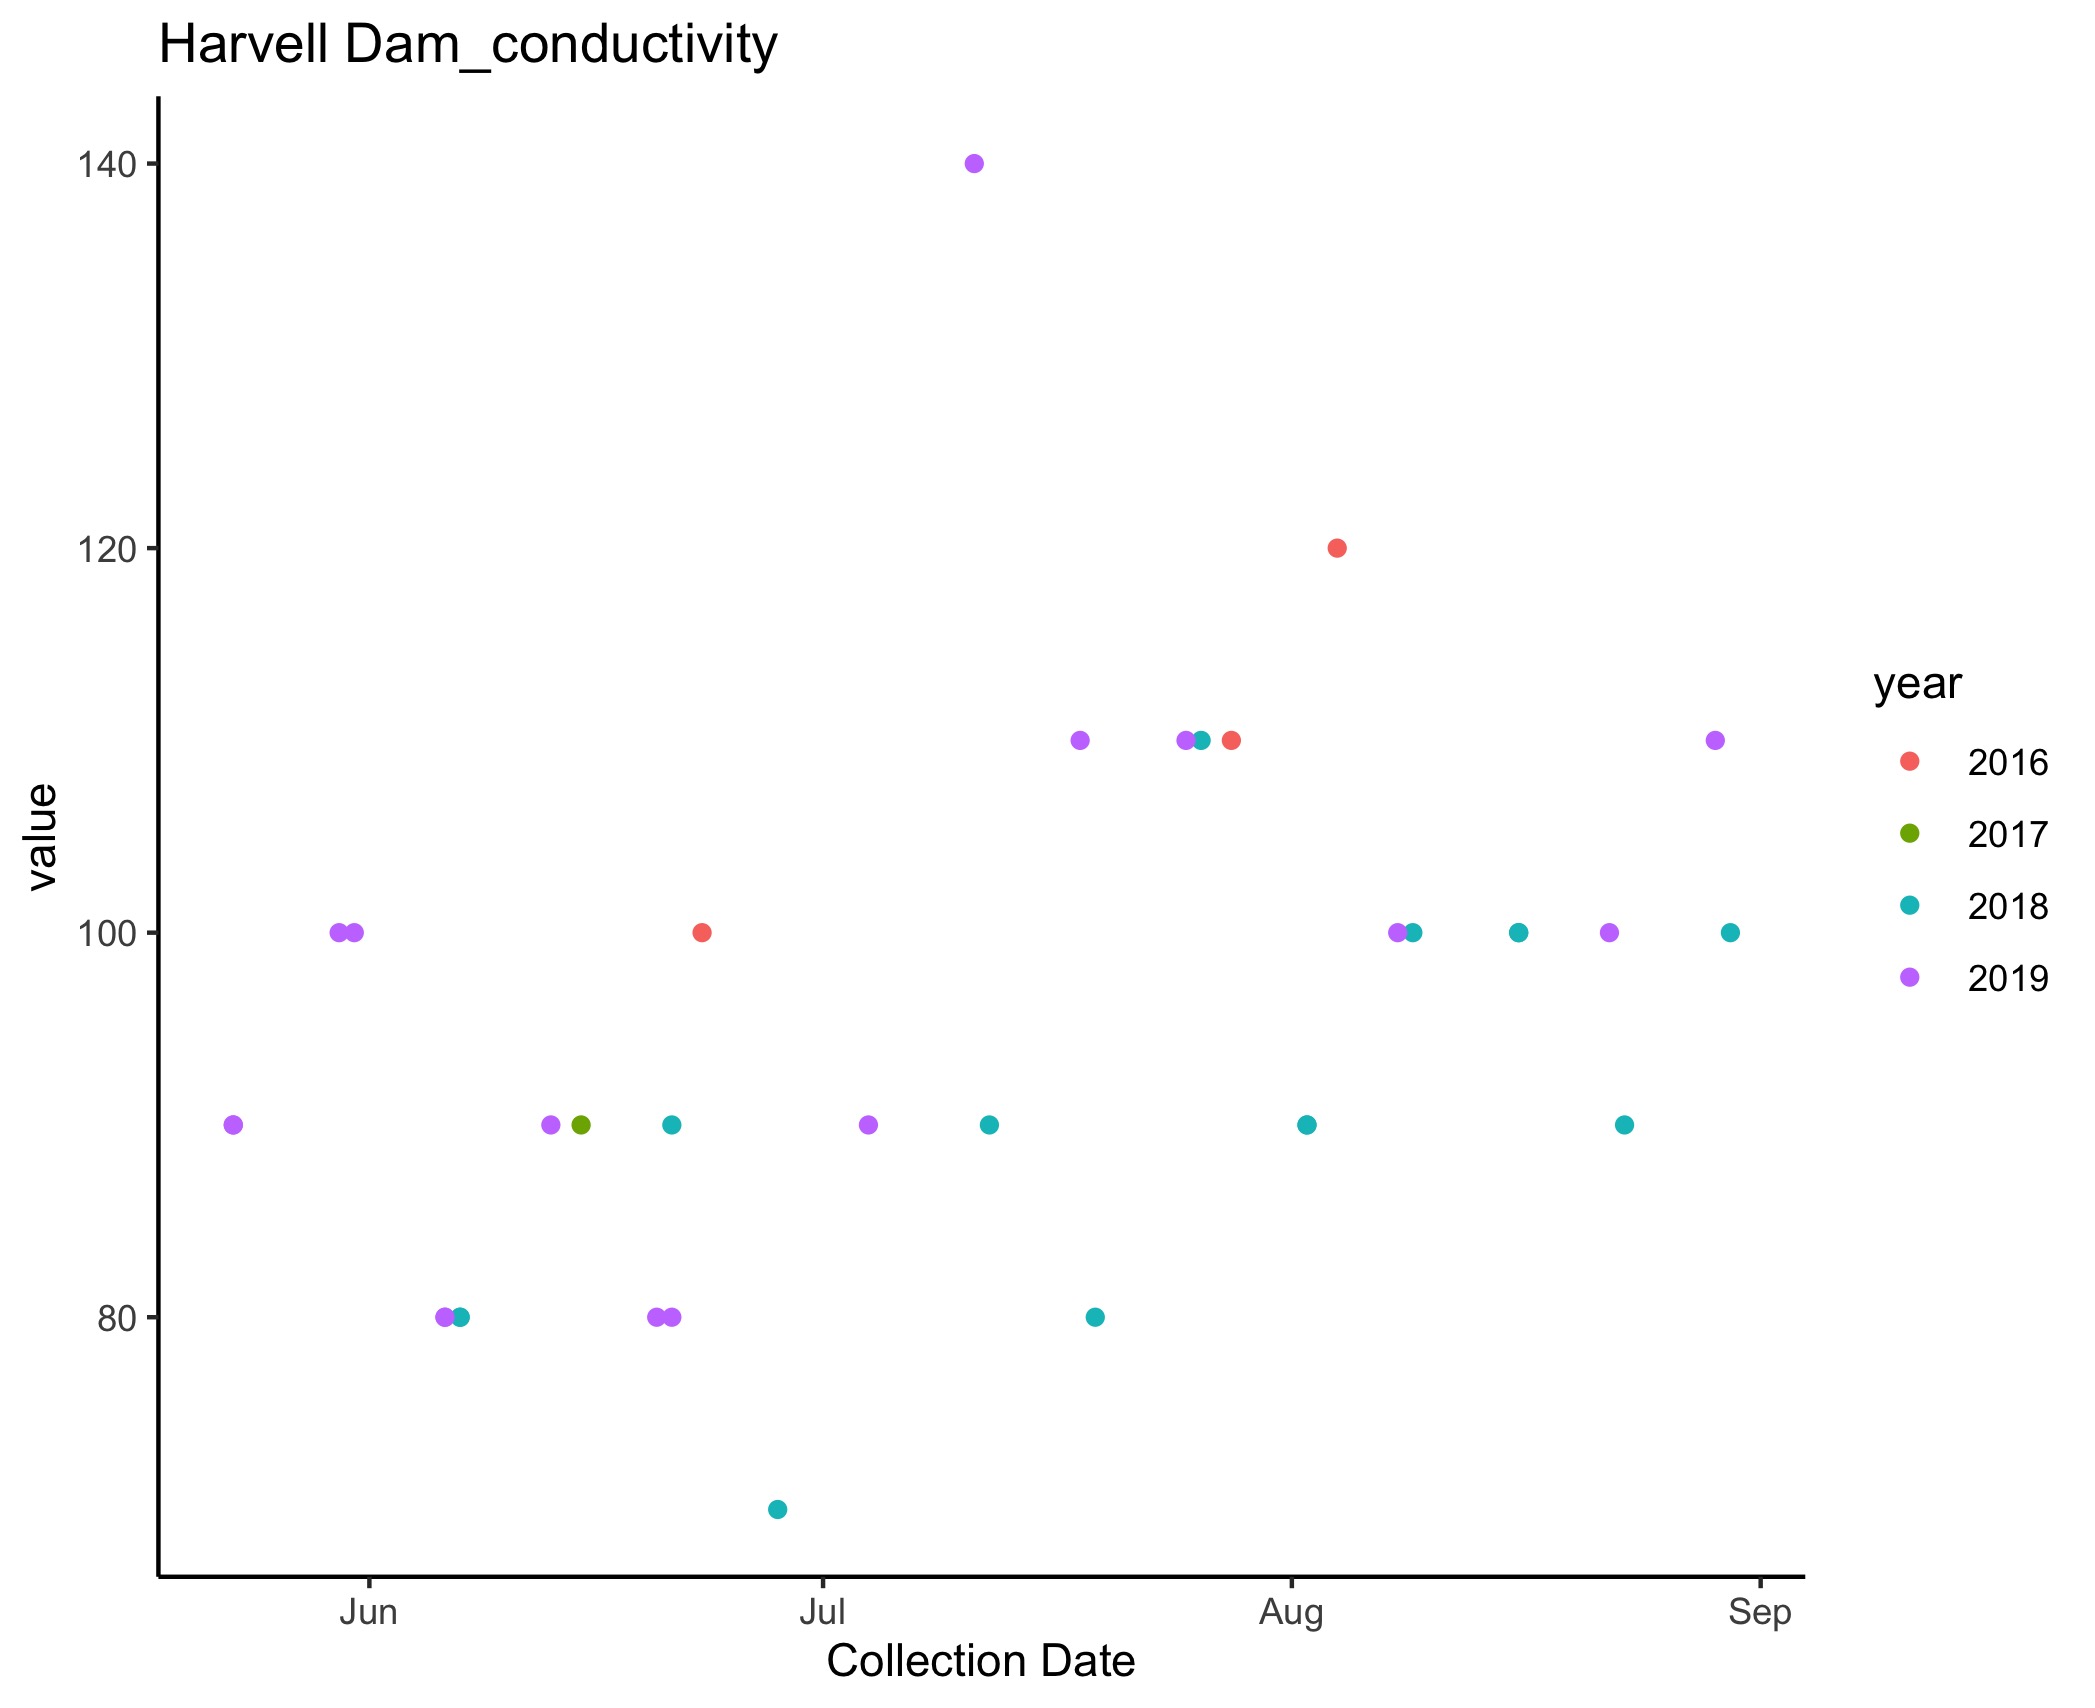 Harvell Dam_conductivity
140
120
100
80
value
Jun
Jul
Aug
Sep
Collection Date
year
2016
2017
2018
2019